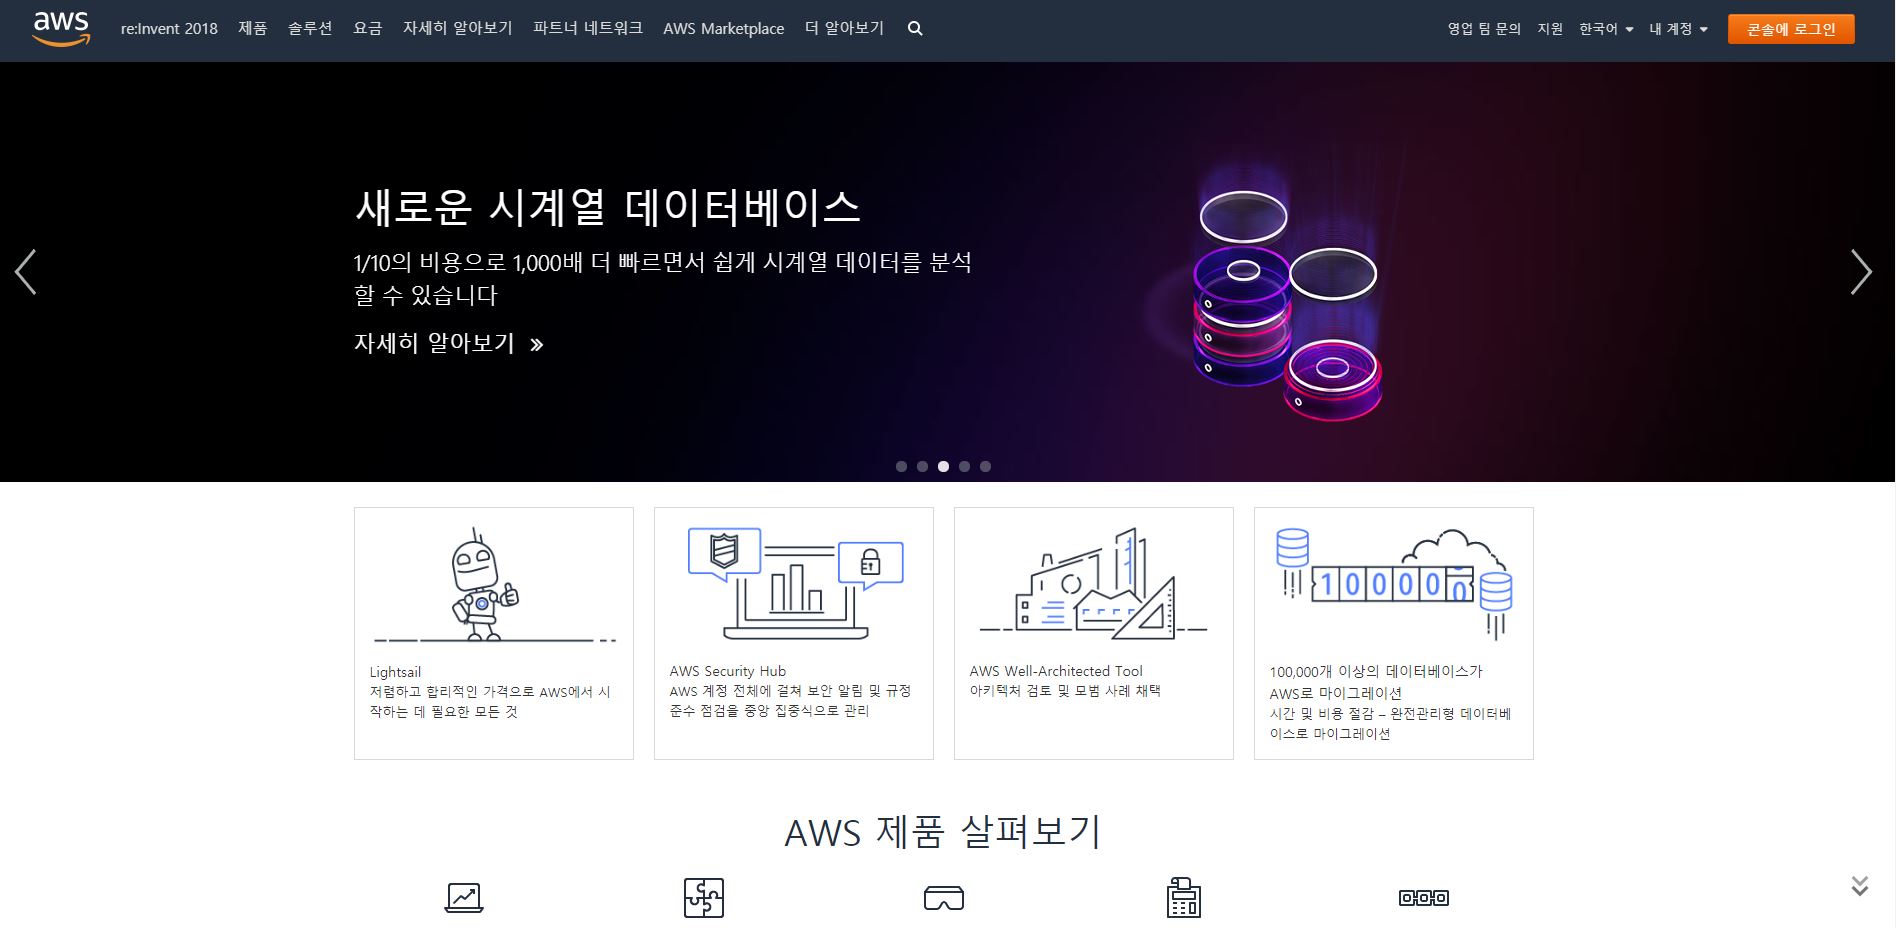 aws
re:Invent 2018 제품 솔루션 요금 자세히 알아보기 파트너 네트워크 AWS Marketplace 더 알아보기
영업 팀 문의 지원 한국어 내 계정 콘솔에 로그인
새로운 시계열 데이터베이스
1/10의 비용으로 1,000배 더 빠르면서 쉽게 시계열 데이터를 분석
할 수 있습니다
자세히 알아보기 »
Lightsail
저렴하고 합리적인 가격으로 AWS에서 시
작하는 데 필요한 모든 것
AWS Security Hub
AWS 계정 전체에 걸쳐 보안 알림 및 규정
준수 점검을 중앙 집중식으로 관리
AWS Well-Architected Tool
아키텍처 검토 및 모범 사례 채택
100000
100,000개 이상의 데이터베이스가
AWS로 마이그레이션
시간 및 비용 절감 – 완전관리형 데이터베
이스로 마이그레이션
AWS 제품 살펴보기